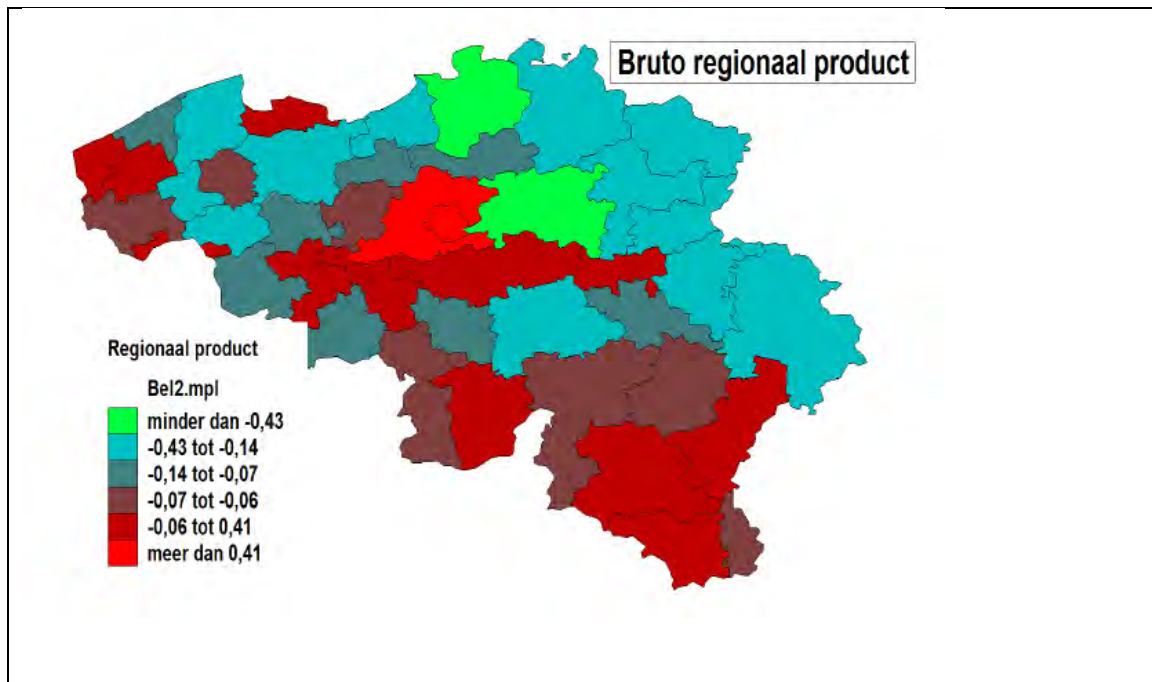 Bruto regionaal product
Regionaal product
Bel2.mpl
minder dan -0,43
-0,43 tot -0,14
-0,14 tot -0,07
-0,07 tot -0,06
-0,06 tot 0,41
meer dan 0,41